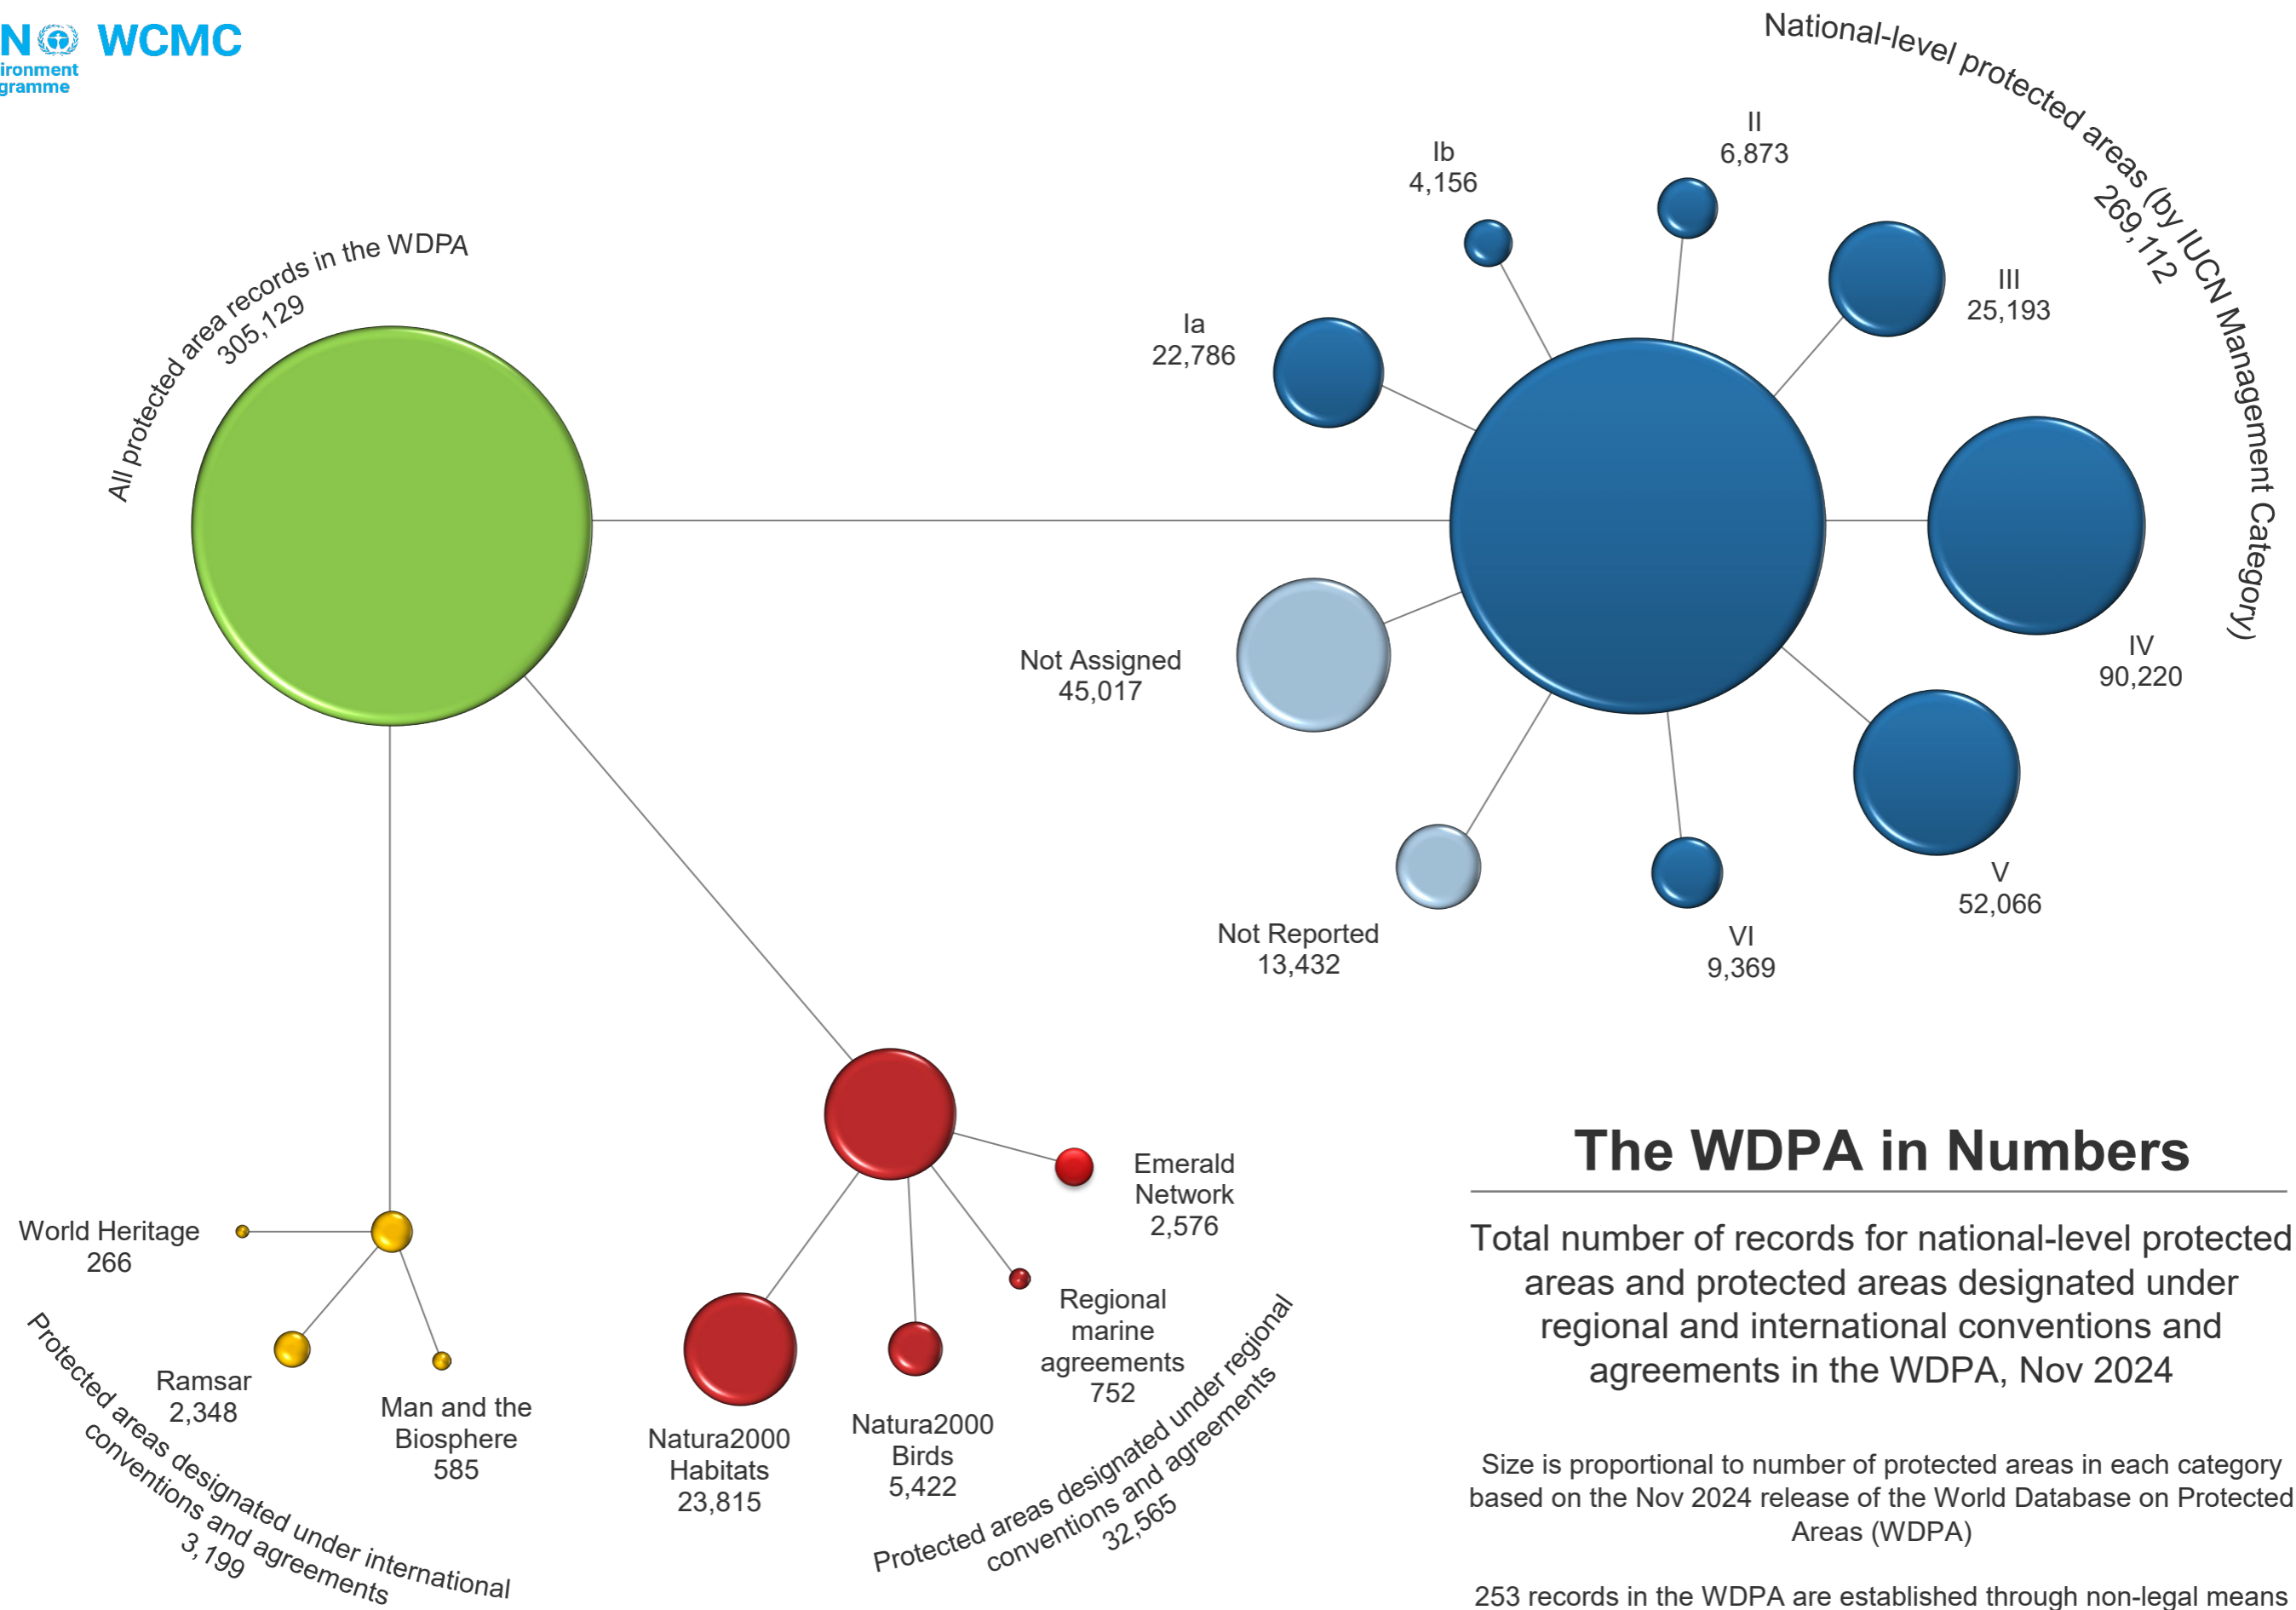 N WCMC
ironment
gramme
All protected area records in the WDPA
305,129
National-level protected areas (by IUCN Management Category)
269,112
Ia
22,786
Ib
4,156
II
6,873
III
25,193
IV
90,220
V
52,066
VI
9,369
Not Reported
13,432
Not Assigned
45,017
World Heritage
266
Ramsar
2,348
Man and the
Biosphere
585
Protected areas designated under international
conventions and agreements
3,199
Natura2000
Habitats
23,815
Natura2000
Birds
5,422
Regional
marine
agreements
752
Emerald
Network
2,576
Protected areas designated under regional
conventions and agreements
32,565
The WDPA in Numbers
Total number of records for national-level protected
areas and protected areas designated under
regional and international conventions and
agreements in the WDPA, Nov 2024
Size is proportional to number of protected areas in each category
based on the Nov 2024 release of the World Database on Protected
Areas (WDPA)
253 records in the WDPA are established through non-legal means